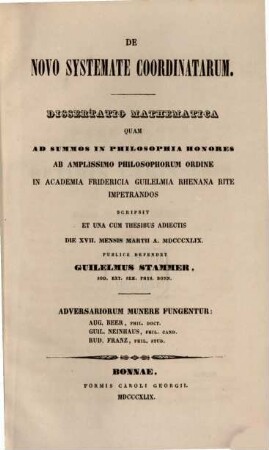 DE
NOVO SYSTEMATE COORDINATARUM.
DISSERTATIO MATHEMATICA
QUAM
AD SUMMOS IN PHILOSOPHIA HONORES
AB AMPLISSIMO PHILOSOPHORUM ORDINE
IN ACADEMIA FRIDERICIA GUILELMIA RHENANA RITE
IMPETRANDOS
SCRIPSIT
ET UNA CUM THESIBUS ADIECTIS
DIE XVII. MENSIS MARTII A. MDCCCXLIX.
PUBLICE DEFENDET
GUILELMUS STAMMER,
SOD. SEM. BONN.
ADVERSARIORUM MUNERE FUNGENTUR:
AUG. BEER, PHIL. DOCT.
GUIL. NEINHAUS, PHIL. CAND.
RUD. FRANZ, PHIL. STUD.
BONNAE,
FORMIS CAROLI GEORGII.
MDCCCXLIX.